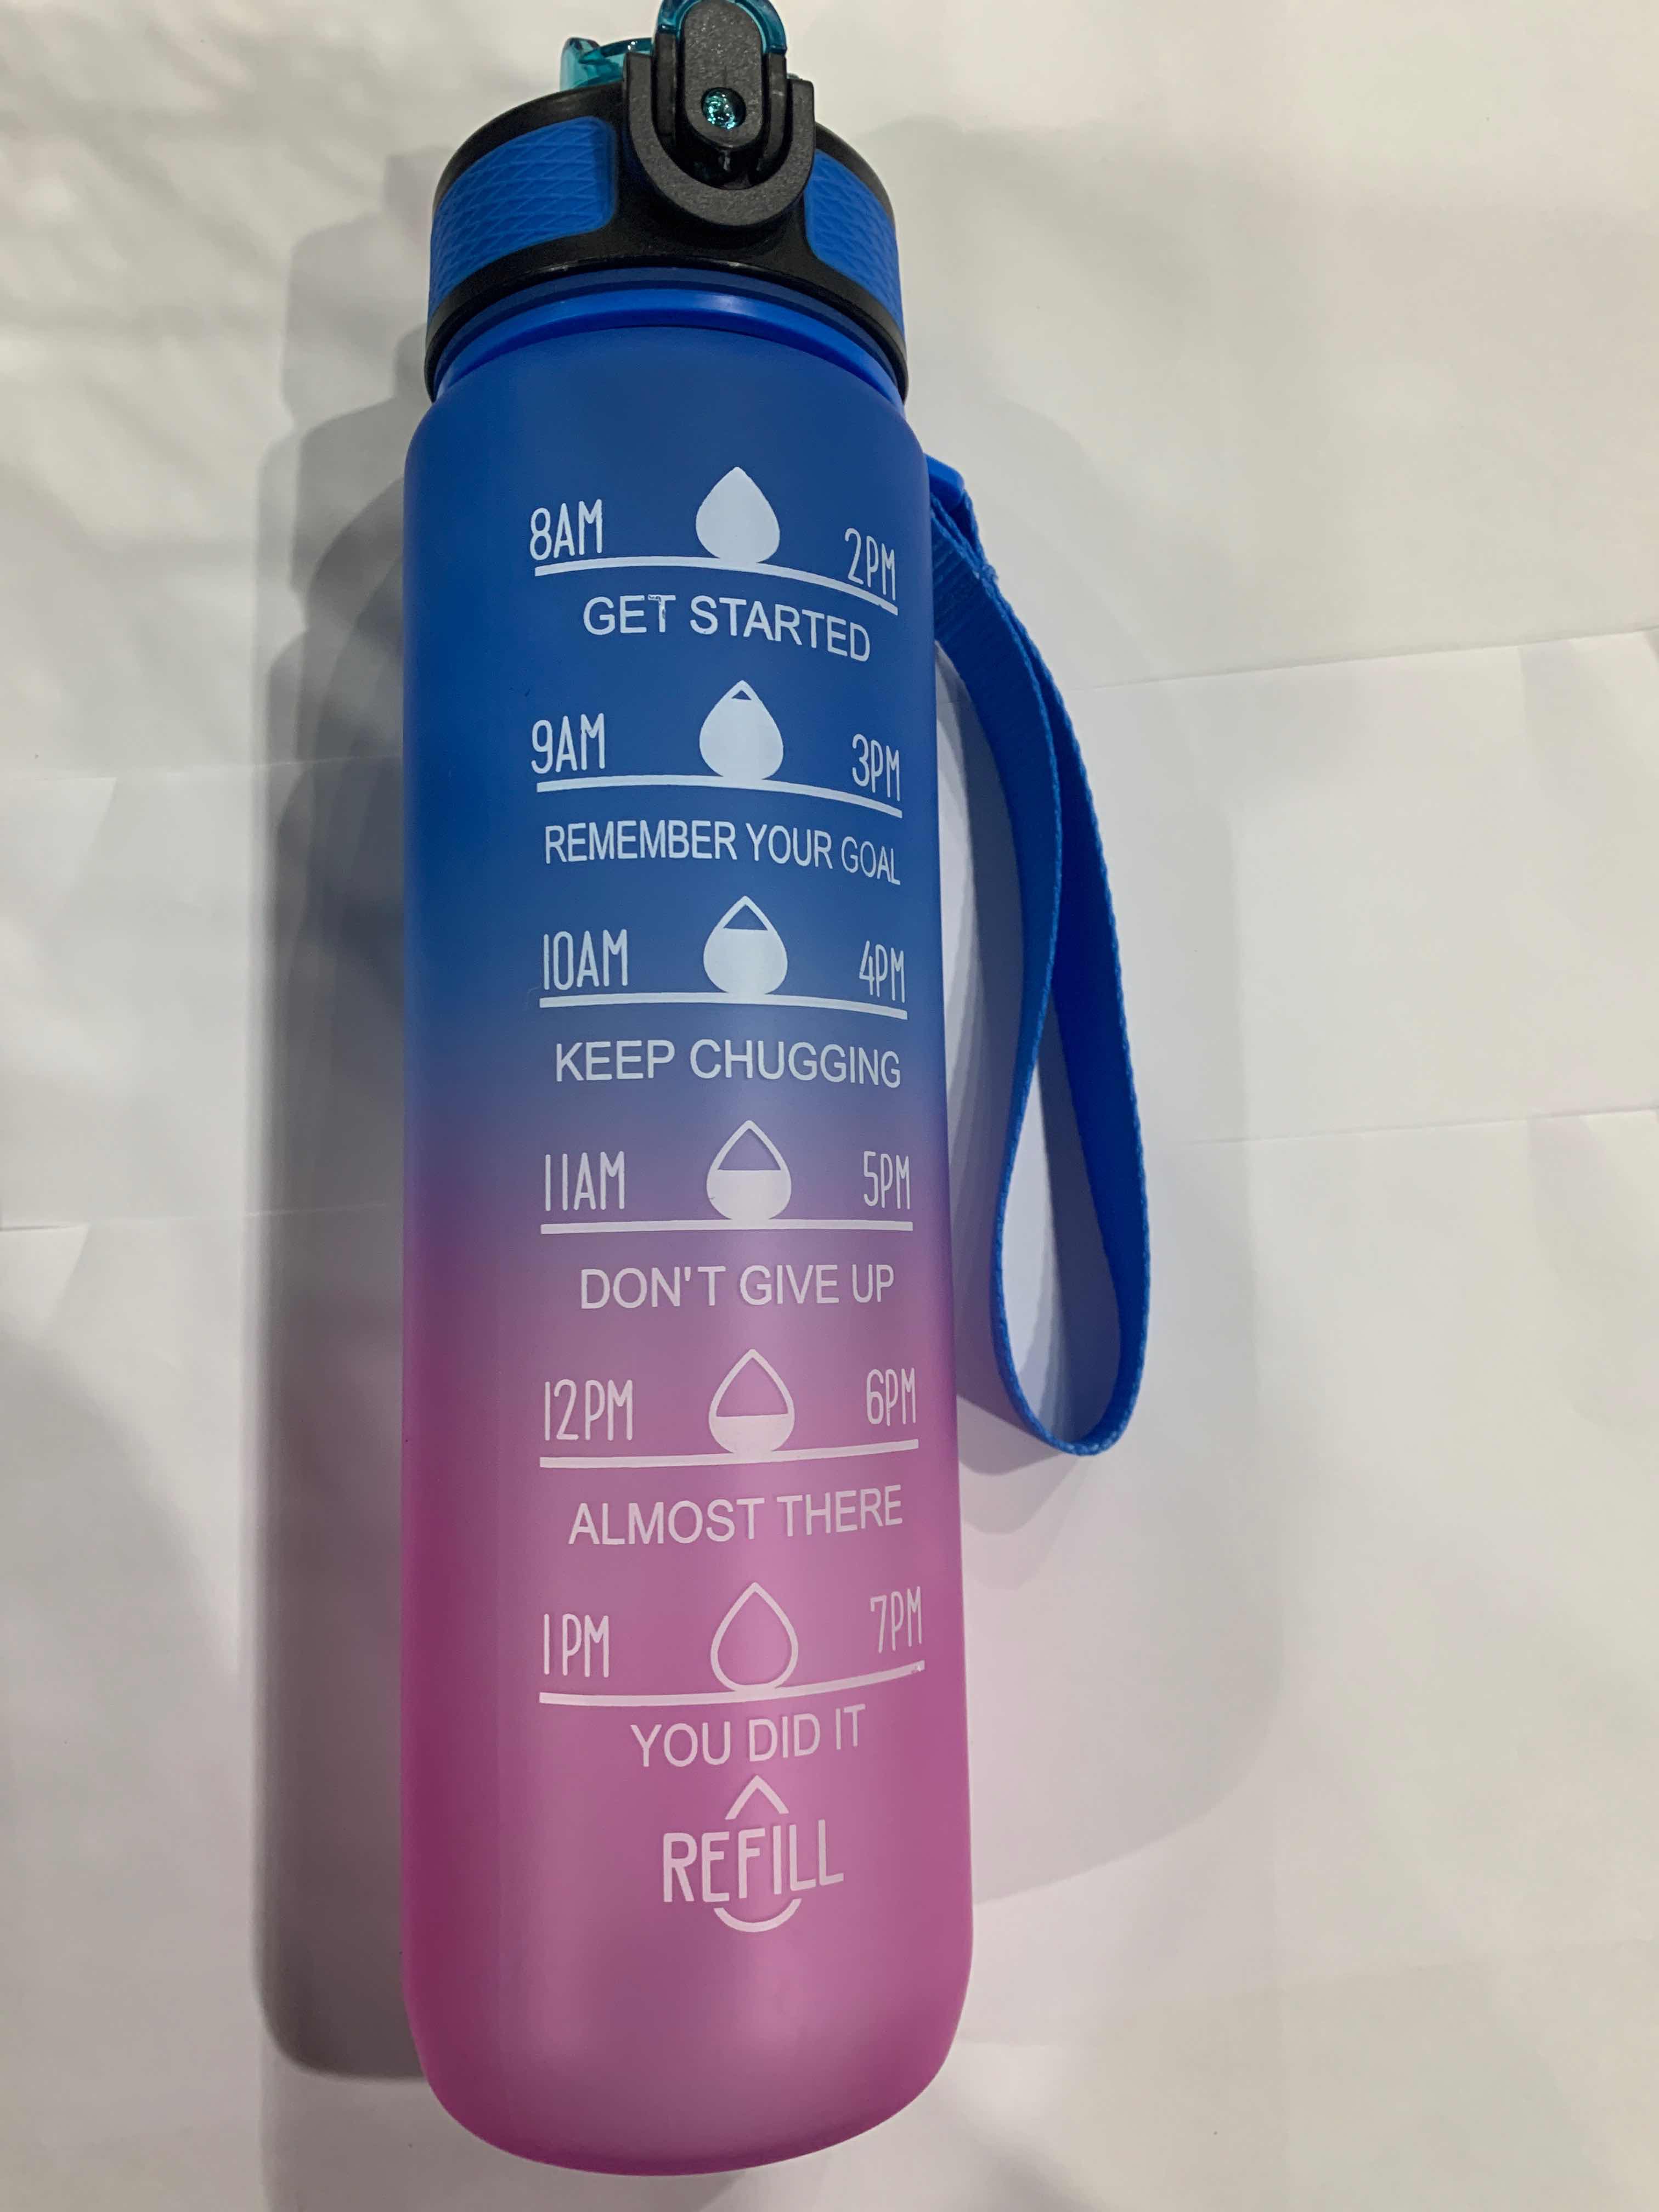 8AM 2PM
GET STARTED
9AM 3PM
REMEMBER YOUR GOAL
10AM 4PM
KEEP CHUGGING
11AM 5PM
DON'T GIVE UP
12PM 6PM
ALMOST THERE
1PM 7PM
YOU DID IT
REFILL